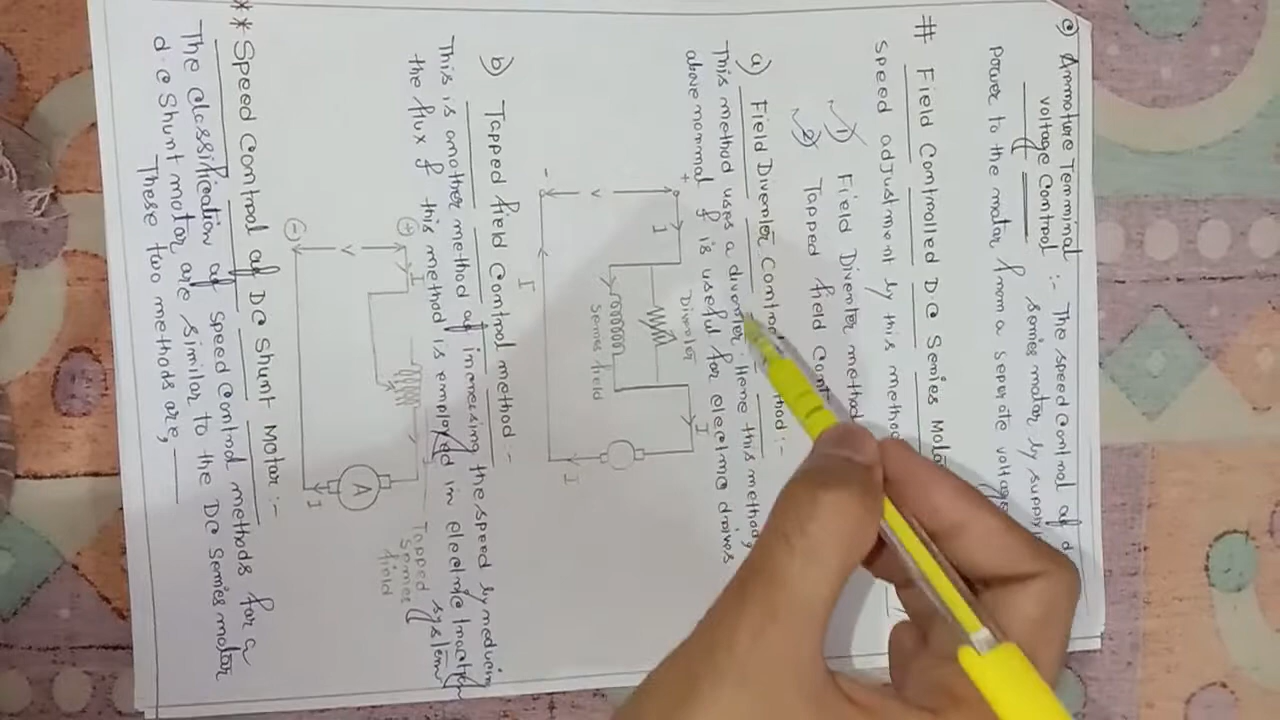 c) Armature Terminal :- The speed control of d
voltage Control series motor by supply
power to the motor from a seperate voltage
# Field Controlled DC Series Motor
speed adjustment by this method
1) Field Diverter method
2) Tapped field Cont
a) Field Diverter Contro thod :-
This method uses a diverter. Here this method
above normal & is useful for electric drives
+
I
Diverter
I
V
Series field
-
I
I
b) Tapped field Control method :-
This is another method of increasing the speed by reducing
the flux & this method is employed in electric traction
system
+
I
V
Tapped
Series
field
A
-
I
** Speed Control of DC Shunt Motor :-
The classification of speed Control methods for a
d.c Shunt motor are similar to the DC Series motor
These two methods are,